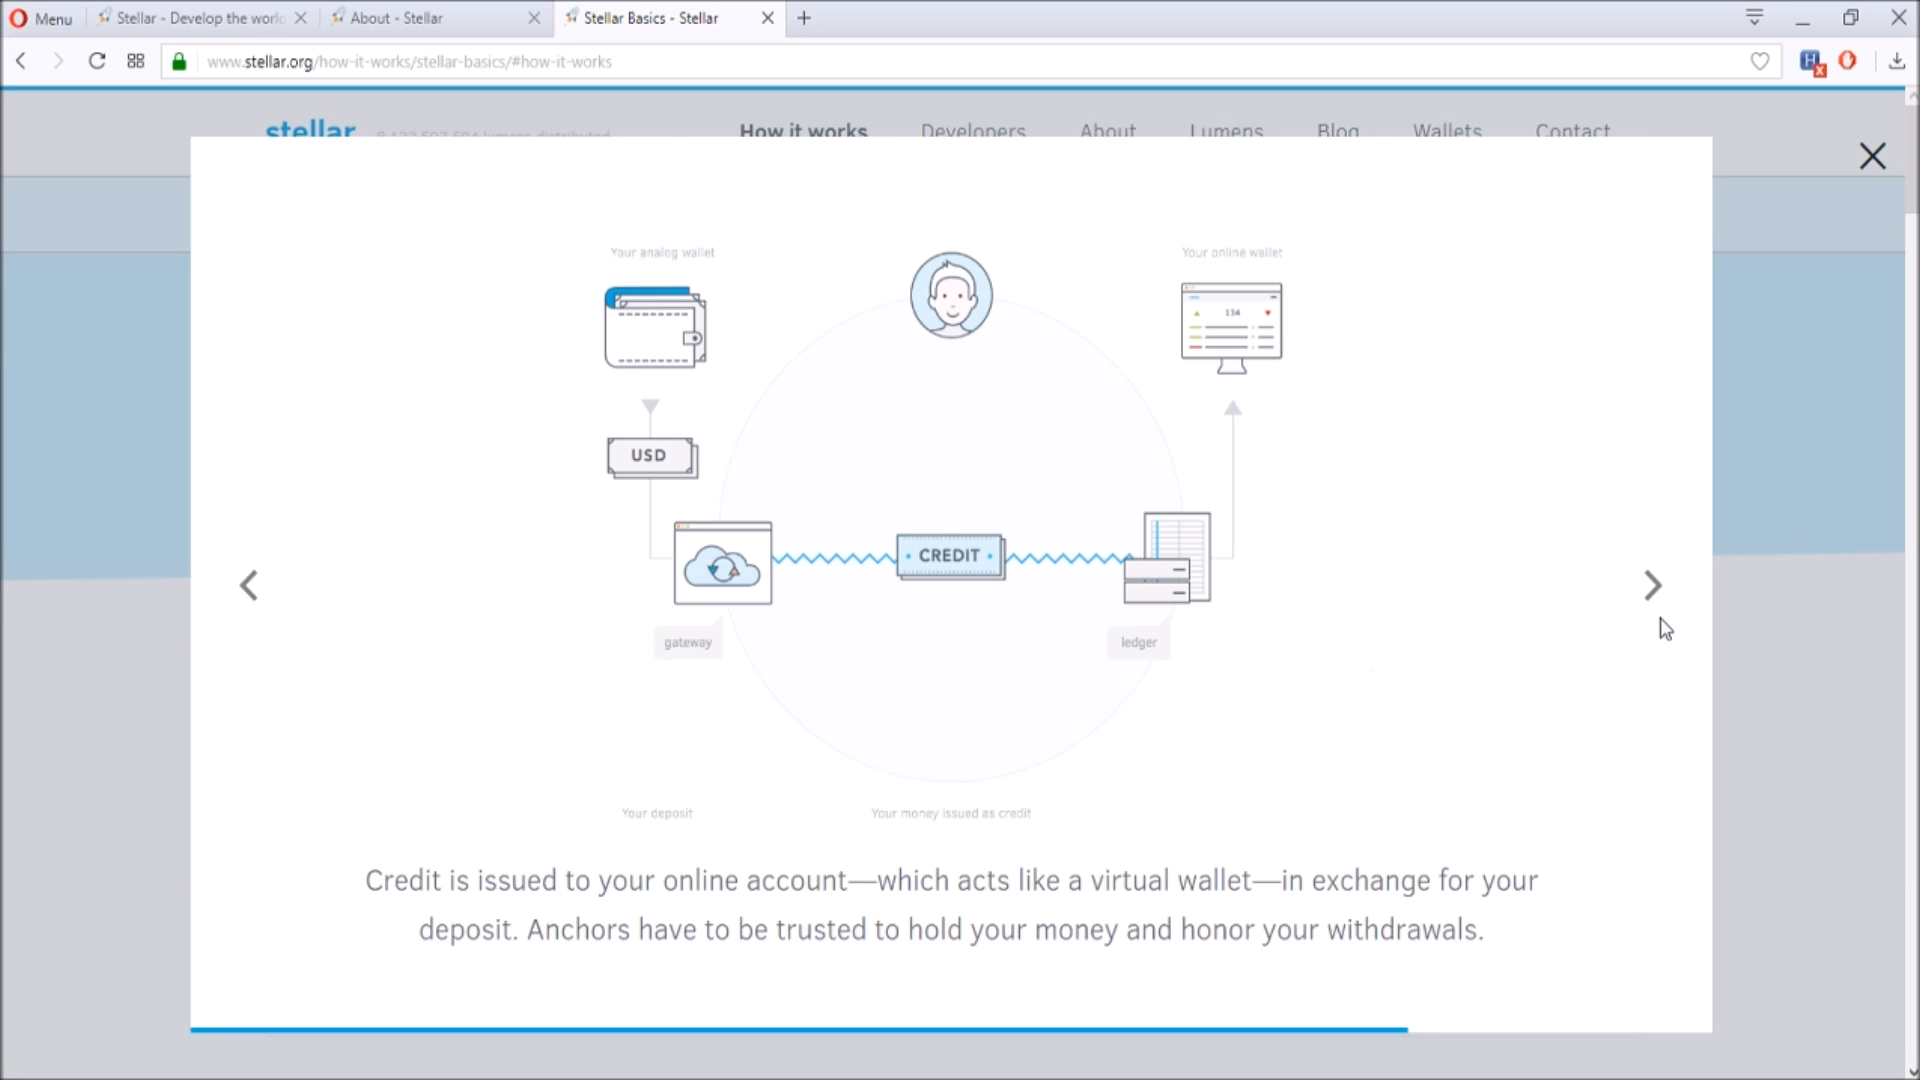 Menu
Stellar - Develop the worl
About - Stellar
Stellar Basics - Stellar
www.stellar.org/how-it-works/stellar-basics/#how-it-works
stellar
lumens distributed
How it works
Developers
About
Lumens
Blog
Wallets
Contact
Your analog wallet
Your online wallet
134
USD
CREDIT
gateway
ledger
Your deposit
Your money issued as credit
Credit is issued to your online account—which acts like a virtual wallet—in exchange for your
deposit. Anchors have to be trusted to hold your money and honor your withdrawals.